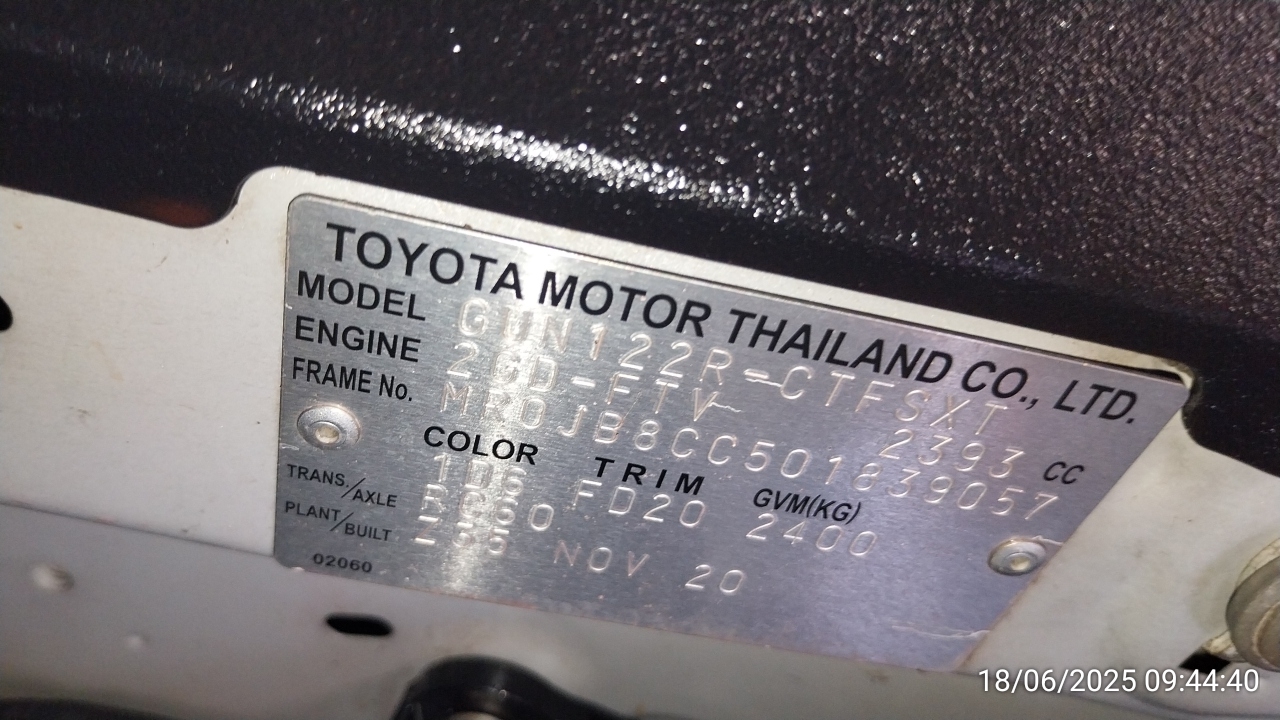 TOYOTA MOTOR THAILAND CO., LTD.
MODEL GUN122R-CTFSXT
ENGINE 2GD-FTV 2393 CC
FRAME No. MR0JB8CC501839057
COLOR TRIM GVM(KG)
1D6 FD20 2400
TRANS./AXLE
PLANT/BUILT NOV 20
02060
18/06/2025 09:44:40